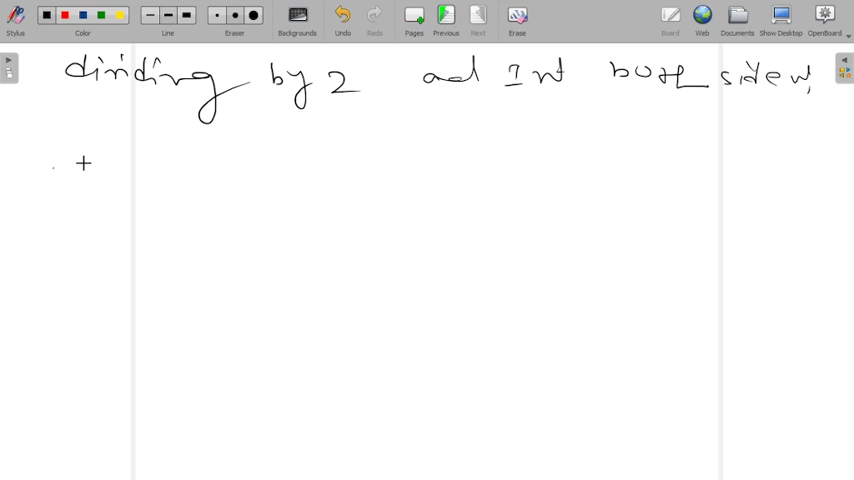 Stylus Color Line Eraser Backgrounds Undo Redo Pages Previous Next Erase Board Web Documents Show Desktop OpenBoard
dividing by 2 and Int both sides,
+